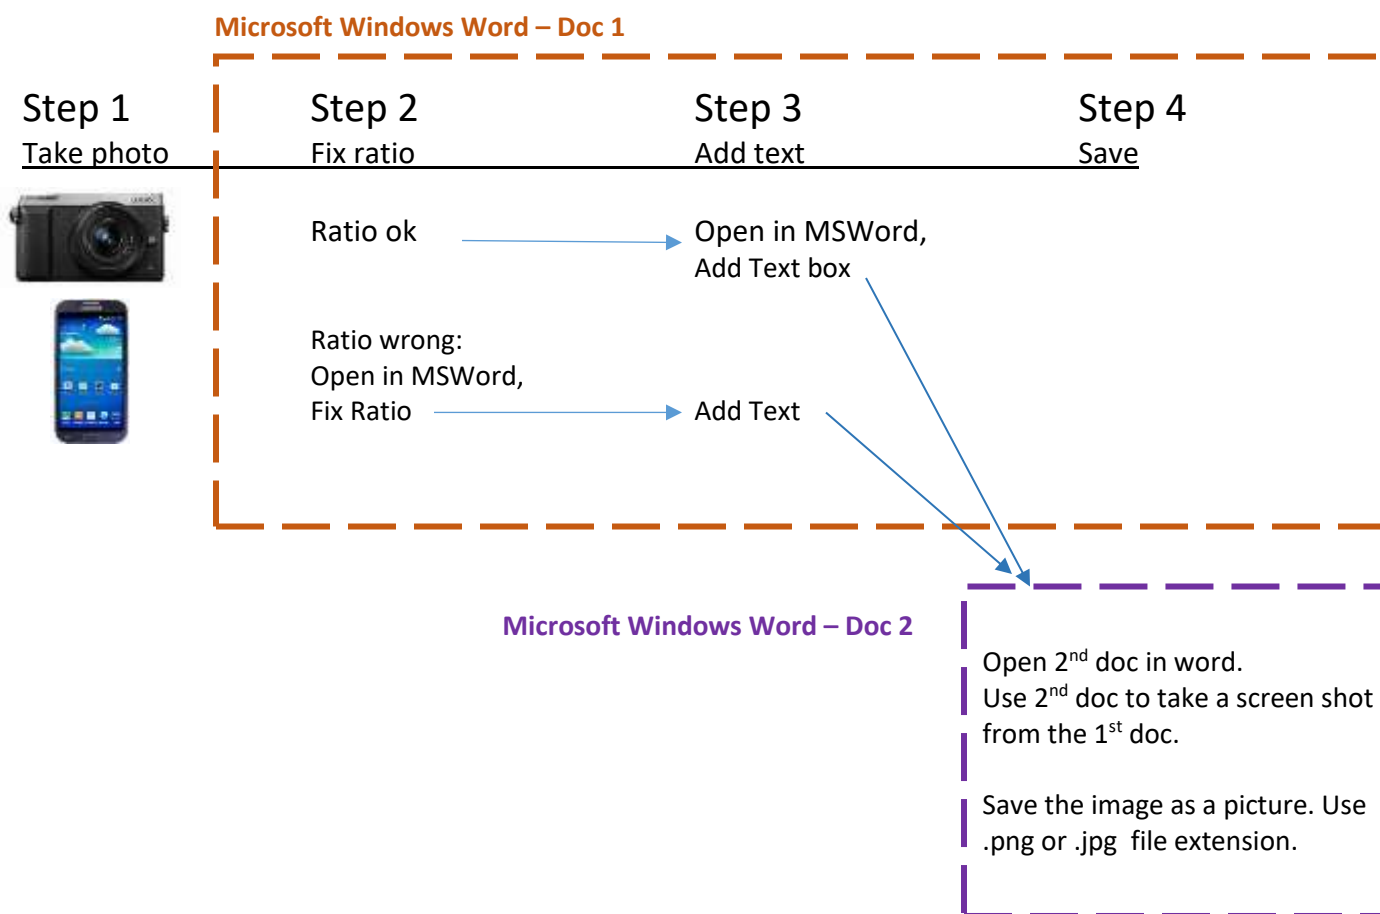 Microsoft Windows Word – Doc 1
Step 1 Step 2 Step 3 Step 4
Take photo Fix ratio Add text Save
Ratio ok Open in MSWord,
Add Text box
Ratio wrong:
Open in MSWord,
Fix Ratio Add Text
Microsoft Windows Word – Doc 2
Open 2nd doc in word.
Use 2nd doc to take a screen shot
from the 1st doc.
Save the image as a picture. Use
.png or .jpg  file extension.